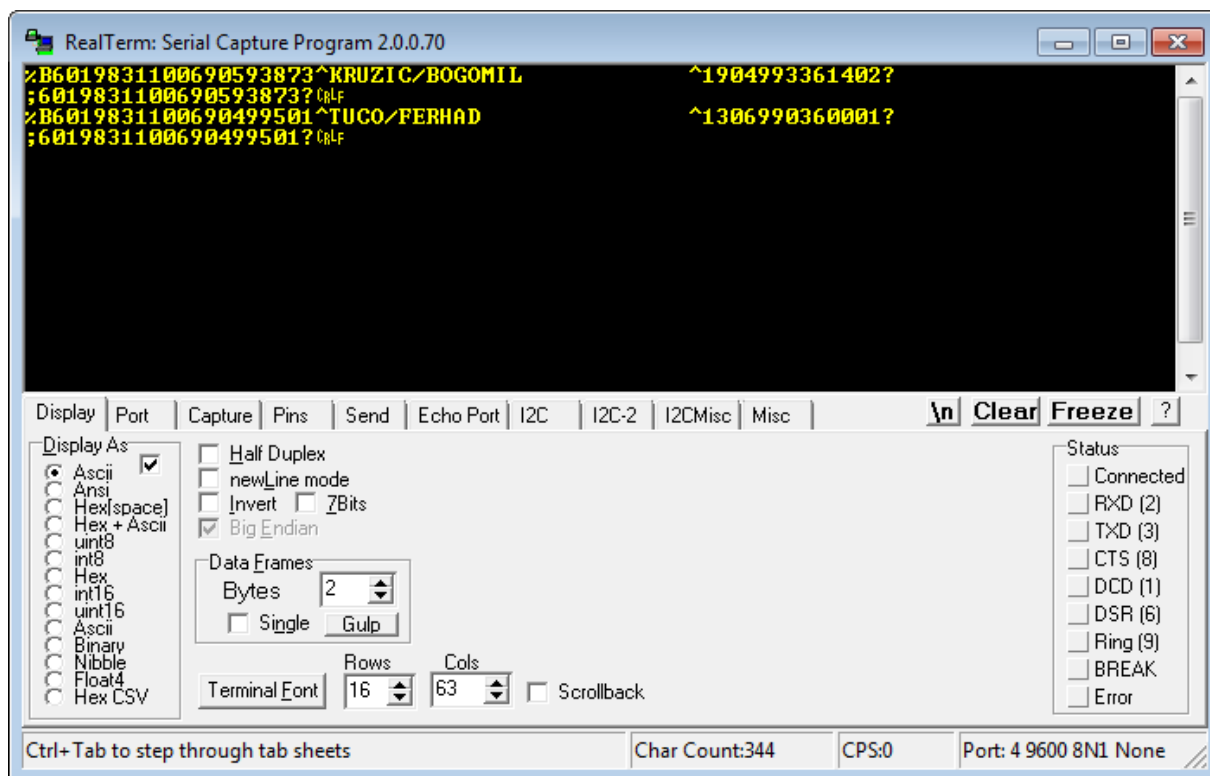 RealTerm: Serial Capture Program 2.0.0.70
%B6019831100690593873^KRUZIC/BOGOMIL ^1904993361402?
;6019831100690593873?CRLF
%B6019831100690499501^TUCO/FERHAD ^1306990360001?
;6019831100690499501?CRLF
Display Port Capture Pins Send Echo Port I2C I2C-2 I2CMisc Misc \n Clear Freeze ?
Display As
Ascii
Ansi
Hex[space]
Hex + Ascii
uint8
int8
Hex
int16
uint16
Ascii
Binary
Nibble
Float4
Hex CSV
Half Duplex
newLine mode
Invert 7Bits
Big Endian
Data Frames
Bytes 2
Single Gulp
Rows Cols
Terminal Font 16 63 Scrollback
Status
Connected
RXD (2)
TXD (3)
CTS (8)
DCD (1)
DSR (6)
Ring (9)
BREAK
Error
Ctrl+Tab to step through tab sheets Char Count:344 CPS:0 Port: 4 9600 8N1 None